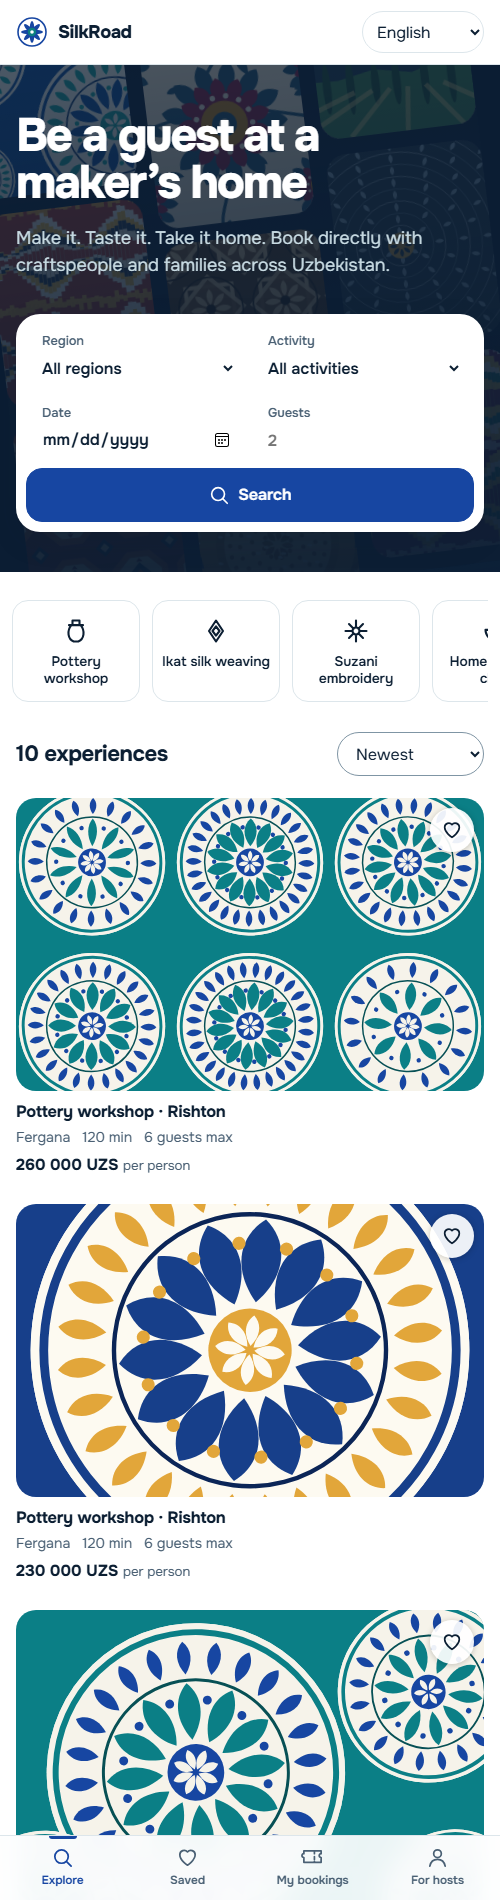 SilkRoad
English
Be a guest at a
maker’s home
Make it. Taste it. Take it home. Book directly with
craftspeople and families across Uzbekistan.
Region
Activity
All regions
All activities
Date
Guests
mm/dd/yyyy
2
Search
Pottery
workshop
Ikat silk weaving
Suzani
embroidery
Home
c
10 experiences
Newest
Pottery workshop · Rishton
Fergana 120 min 6 guests max
260 000 UZS per person
Pottery workshop · Rishton
Fergana 120 min 6 guests max
230 000 UZS per person
Explore
Saved
My bookings
For hosts